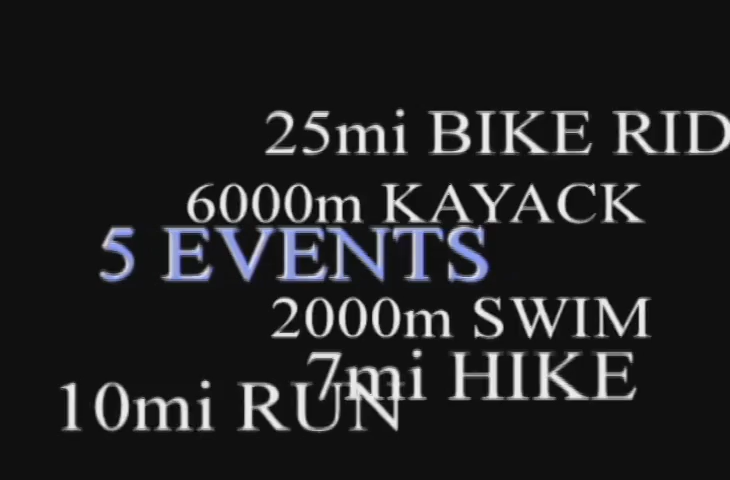 25mi BIKE RID
6000m KAYACK
5 EVENTS
2000m SWIM
7mi HIKE
10mi RUN